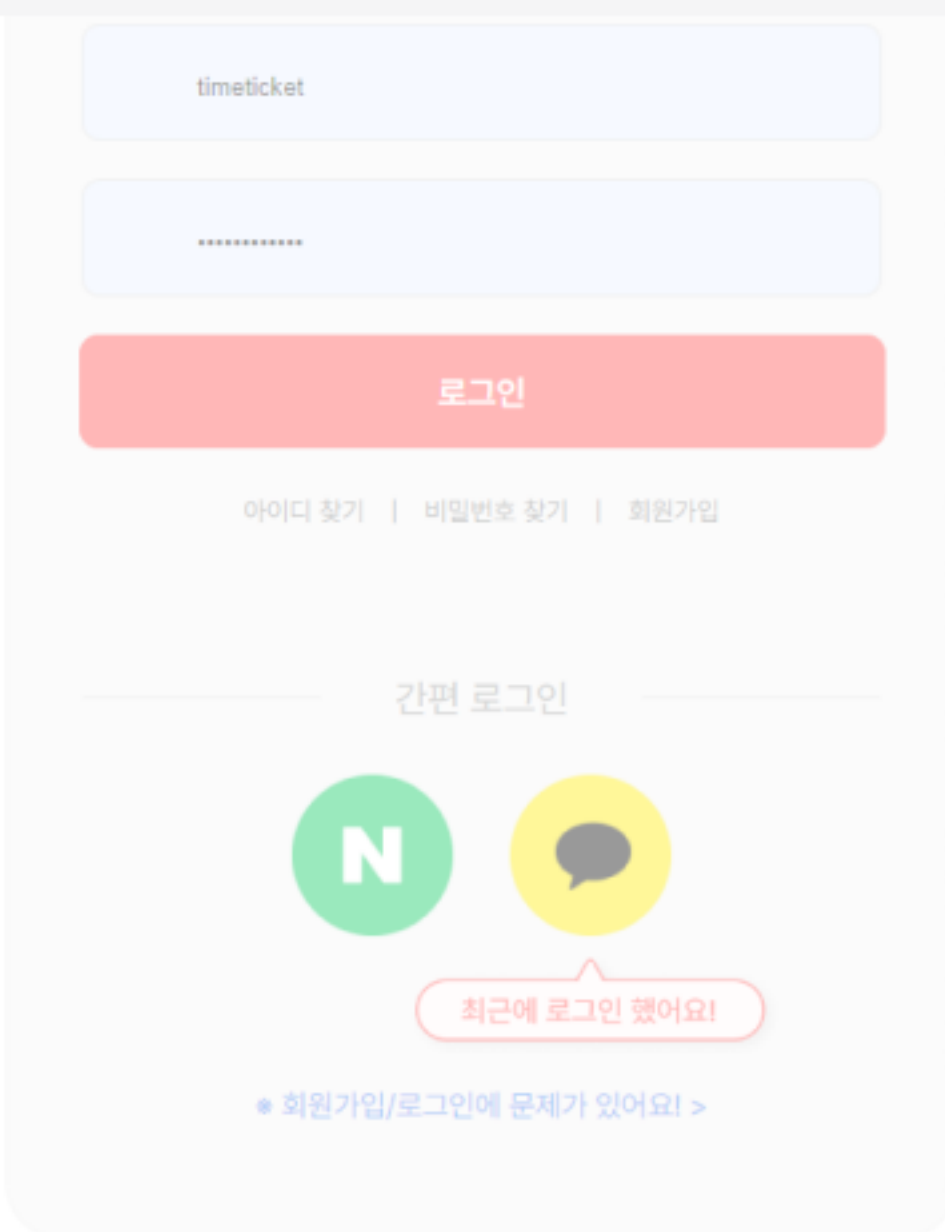 timeticket
••••••••••••
로그인
아이디 찾기 | 비밀번호 찾기 | 회원가입
간편 로그인
N
최근에 로그인 했어요!
※ 회원가입/로그인에 문제가 있어요! >